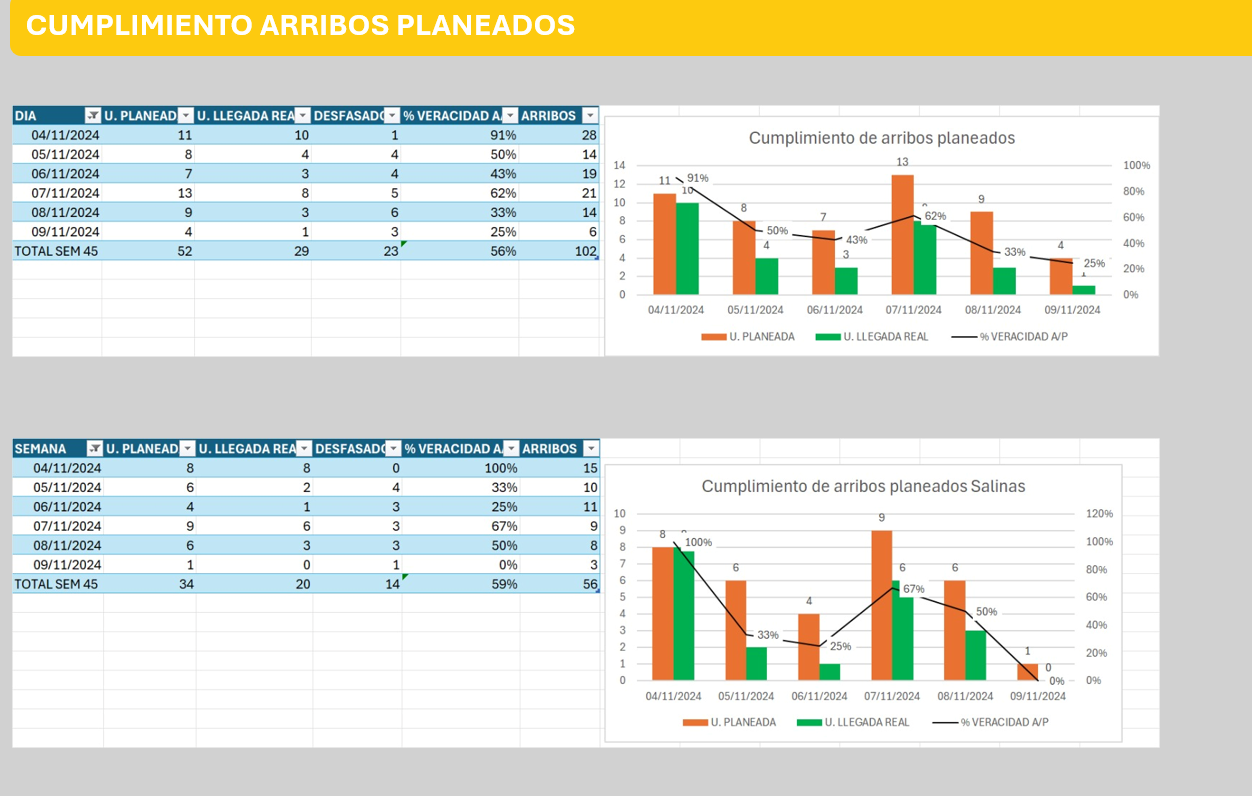 CUMPLIMIENTO ARRIBOS PLANEADOS
DIA U. PLANEAD U. LLEGADA REA DESFASADO % VERACIDAD A/ ARRIBOS
04/11/2024 11 10 1 91% 28
05/11/2024 8 4 4 50% 14
06/11/2024 7 3 4 43% 19
07/11/2024 13 8 5 62% 21
08/11/2024 9 3 6 33% 14
09/11/2024 4 1 3 25% 6
TOTAL SEM 45 52 29 23 56% 102
Cumplimiento de arribos planeados
14 13 100%
12 11 91% 80%
10 10 9
8 8 7 62% 60%
6 50% 4 43% 4 40%
4 3 33% 25%
2 1 20%
0 0%
04/11/2024 05/11/2024 06/11/2024 07/11/2024 08/11/2024 09/11/2024
U. PLANEADA U. LLEGADA REAL % VERACIDAD A/P
SEMANA U. PLANEAD U. LLEGADA REA DESFASADO % VERACIDAD A/ ARRIBOS
04/11/2024 8 8 0 100% 15
05/11/2024 6 2 4 33% 10
06/11/2024 4 1 3 25% 11
07/11/2024 9 6 3 67% 9
08/11/2024 6 3 3 50% 8
09/11/2024 1 0 1 0% 3
TOTAL SEM 45 34 20 14 59% 56
Cumplimiento de arribos planeados Salinas
10 9 120%
9 8 100% 100%
8
7 6 6 6 80%
6 67% 60%
5 4 50%
4 40%
3 33% 25%
2 1 20%
1 0
0 0% 0%
04/11/2024 05/11/2024 06/11/2024 07/11/2024 08/11/2024 09/11/2024
U. PLANEADA U. LLEGADA REAL % VERACIDAD A/P